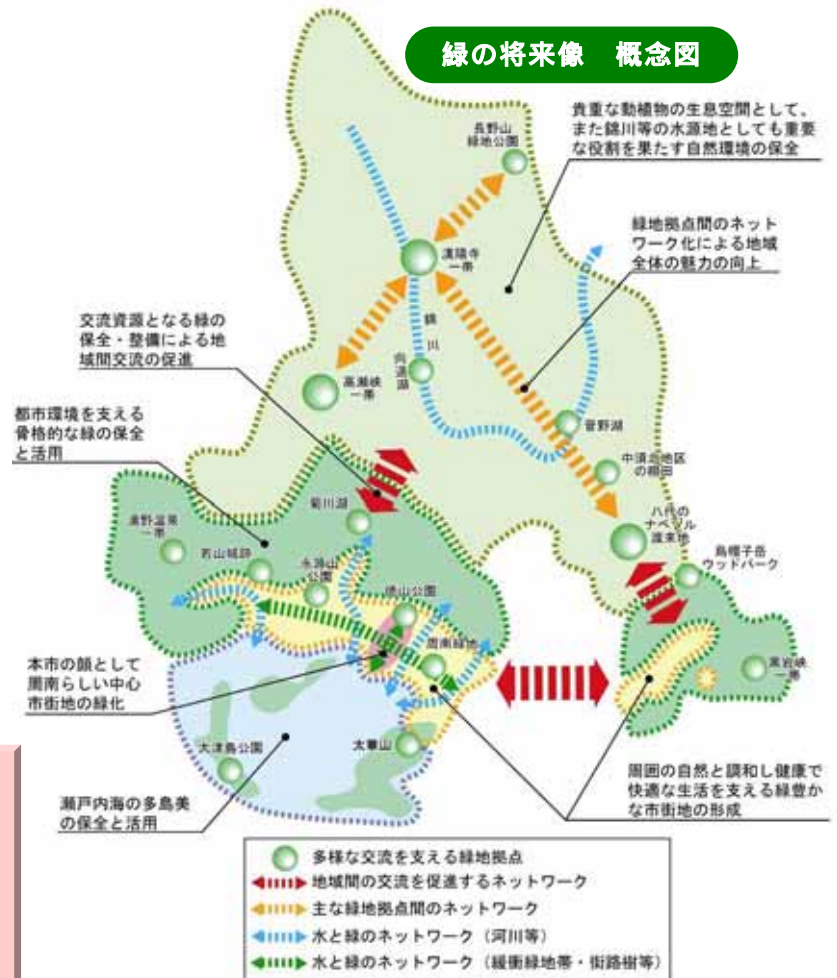 緑の将来像 概念図
貴重な動植物の生息空間として、
また錦川等の水源地としても重要
な役割を果たす自然環境の保全
長野山
緑地公園
緑地拠点間のネット
ワーク化による地域
全体の魅力の向上
漢陽寺
一帯
交流資源となる緑の
保全・整備による地
域間交流の促進
錦
川
向
道
湖
高瀬峡
一帯
菅野湖
都市環境を支える
骨格的な緑の保全
と活用
中須北地区
の棚田
菊川湖
八代の
ナベヅル
渡来地
湯野温泉
一帯
若山城跡
永源山
公園
烏帽子岳
ウッドパーク
徳山公園
周南緑地
黒岩峡
一帯
本市の顔として
周南らしい中心
市街地の緑化
大津島公園
太華山
周囲の自然と調和し健康で
快適な生活を支える緑豊か
な市街地の形成
瀬戸内海の多島美
の保全と活用
多様な交流を支える緑地拠点
地域間の交流を促進するネットワーク
主な緑地拠点間のネットワーク
水と緑のネットワーク（河川等）
水と緑のネットワーク（緩衝緑地帯・街路樹等）